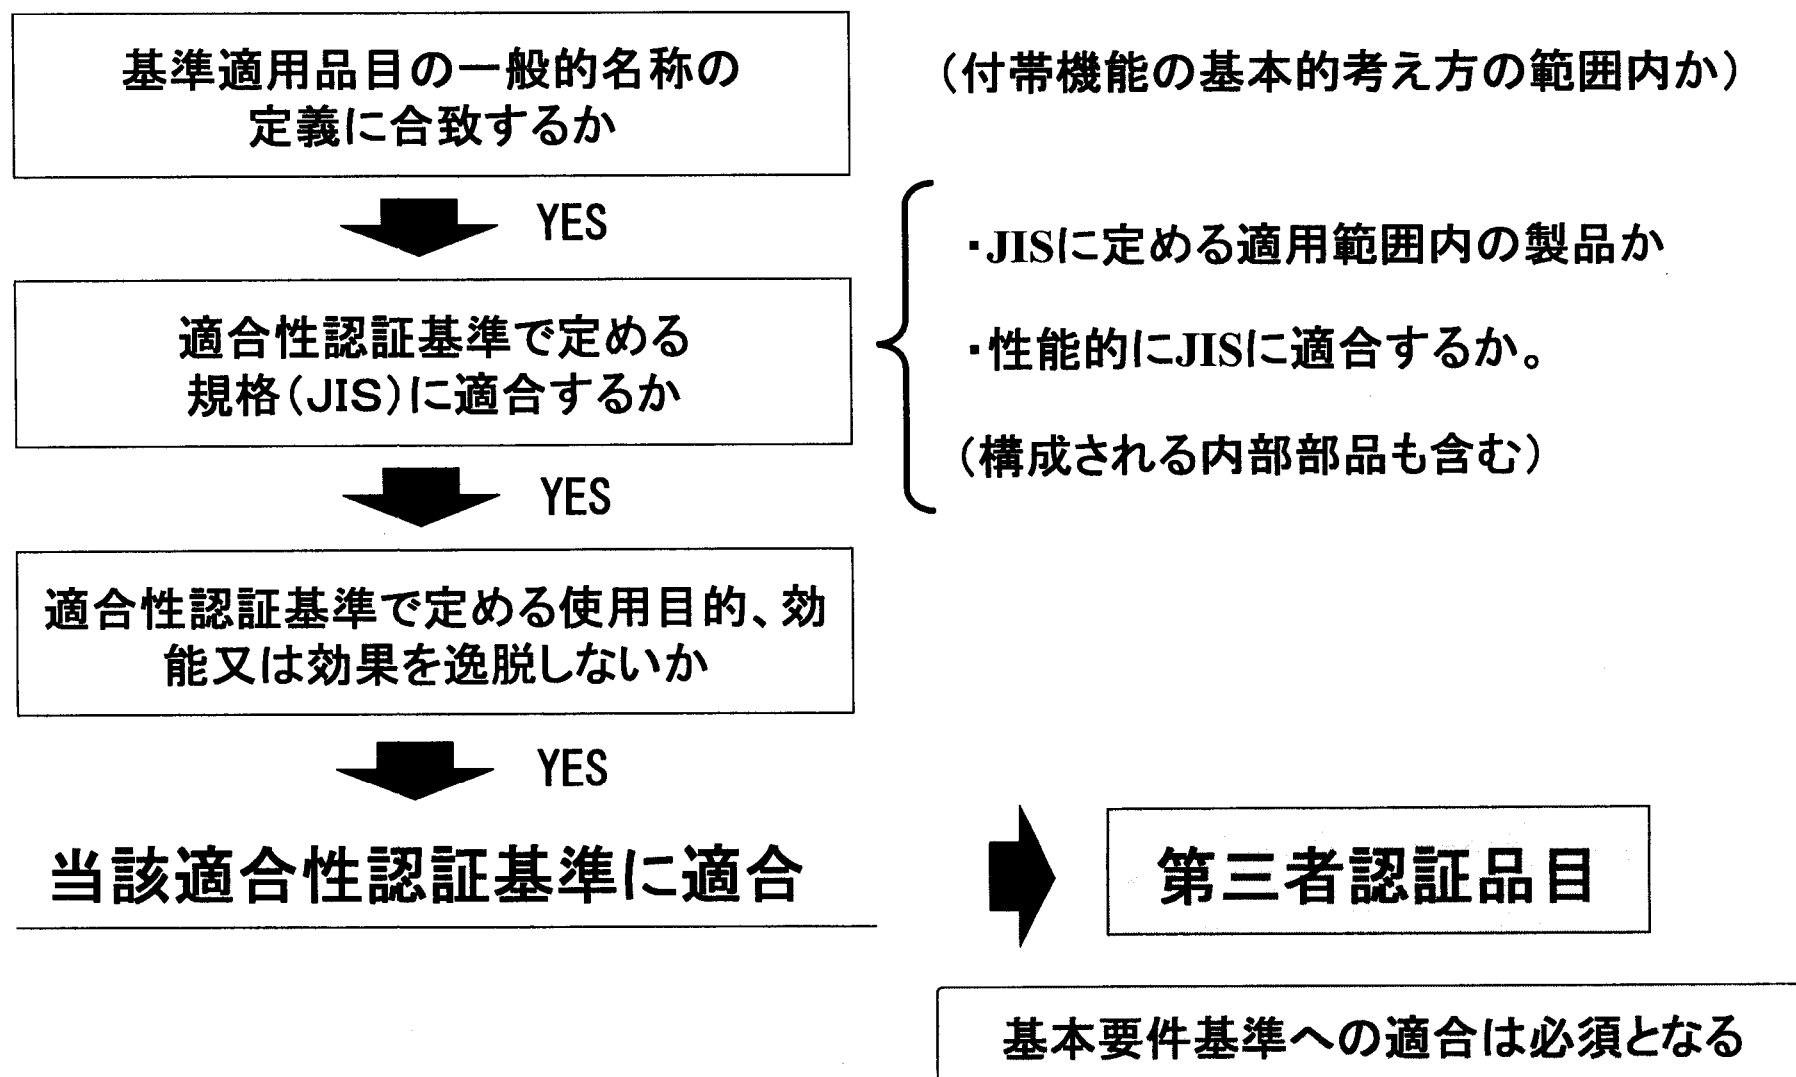 基準適用品目の一般的名称の
定義に合致するか
（付帯機能の基本的考え方の範囲内か）
YES
適合性認証基準で定める
規格（JIS）に適合するか
・JISに定める適用範囲内の製品か
・性能的にJISに適合するか。
（構成される内部部品も含む）
YES
適合性認証基準で定める使用目的、効
能又は効果を逸脱しないか
YES
当該適合性認証基準に適合
第三者認証品目
基本要件基準への適合は必須となる